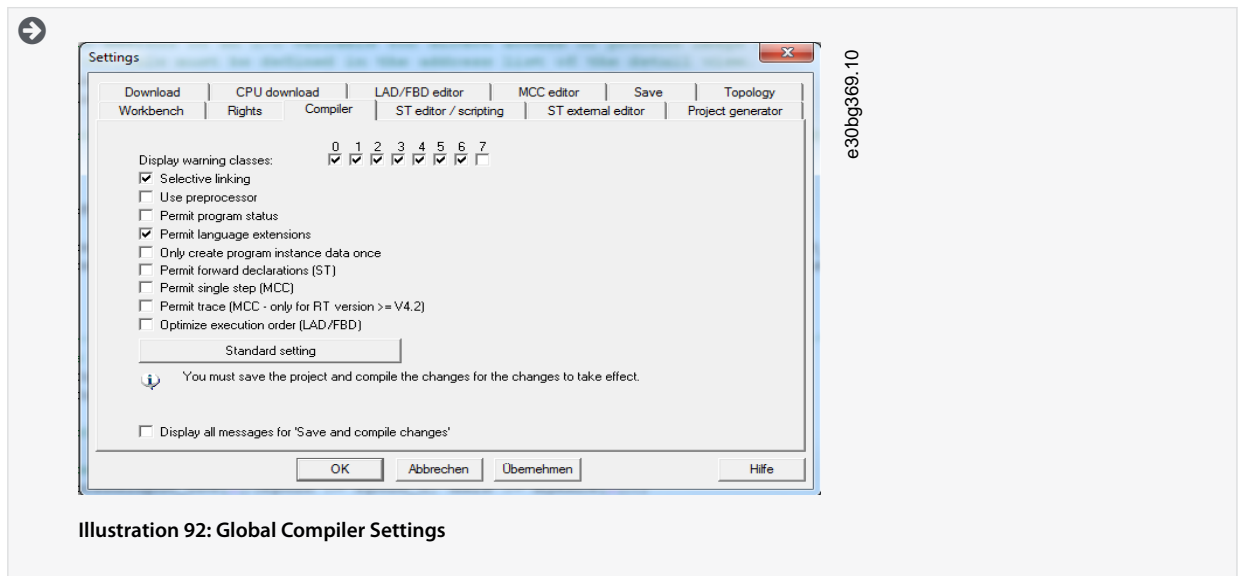 Settings
Download CPU download LAD/FBD editor MCC editor Save Topology
Workbench Rights Compiler ST editor / scripting ST external editor Project generator
0 1 2 3 4 5 6 7
Display warning classes:
Selective linking
Use preprocessor
Permit program status
Permit language extensions
Only create program instance data once
Permit forward declarations (ST)
Permit single step (MCC)
Permit trace (MCC - only for RT version >= V4.2)
Optimize execution order (LAD/FBD)
Standard setting
You must save the project and compile the changes for the changes to take effect.
Display all messages for 'Save and compile changes'
OK Abbrechen Übernehmen Hilfe
e30bg369.10
Illustration 92: Global Compiler Settings